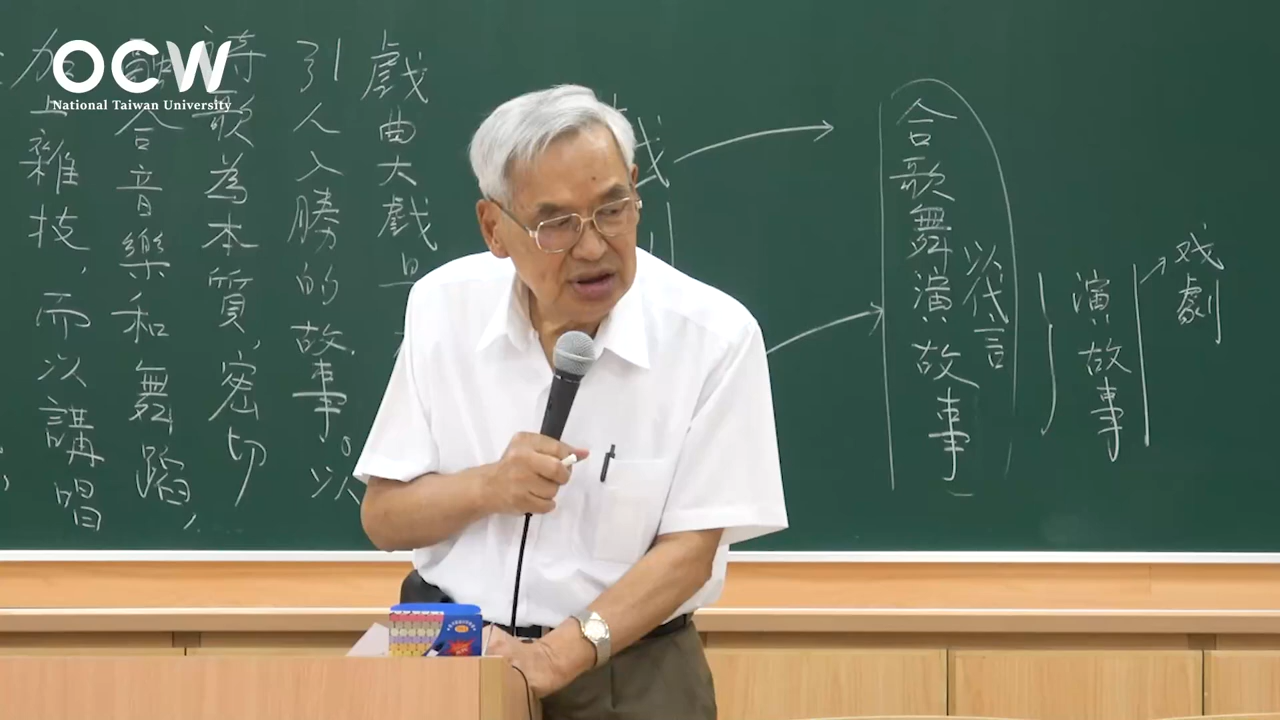 OCW
National Taiwan University
戲曲大戲是
引人入勝的故事。以
詩歌為本質，密切
融合音樂和舞蹈，
加上雜技，而以講唱
合歌舞演故事
以代言
演故事
戏劇